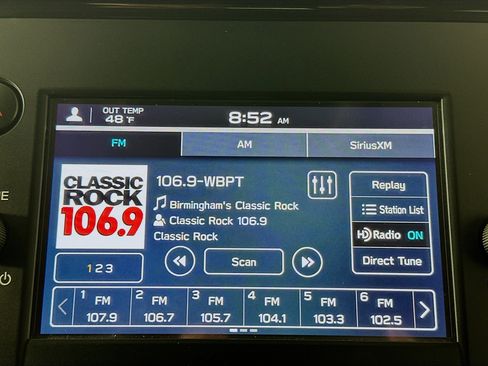 OUT TEMP
48°F
8:52 AM
FM AM SiriusXM
CLASSIC
ROCK
106.9
106.9-WBPT
Birmingham's Classic Rock
Classic Rock 106.9
Classic Rock
Replay
Station List
HD Radio ON
Direct Tune
1 2 3
Scan
1 FM 107.9
2 FM 106.7
3 FM 105.7
4 FM 104.1
5 FM 103.3
6 FM 102.5